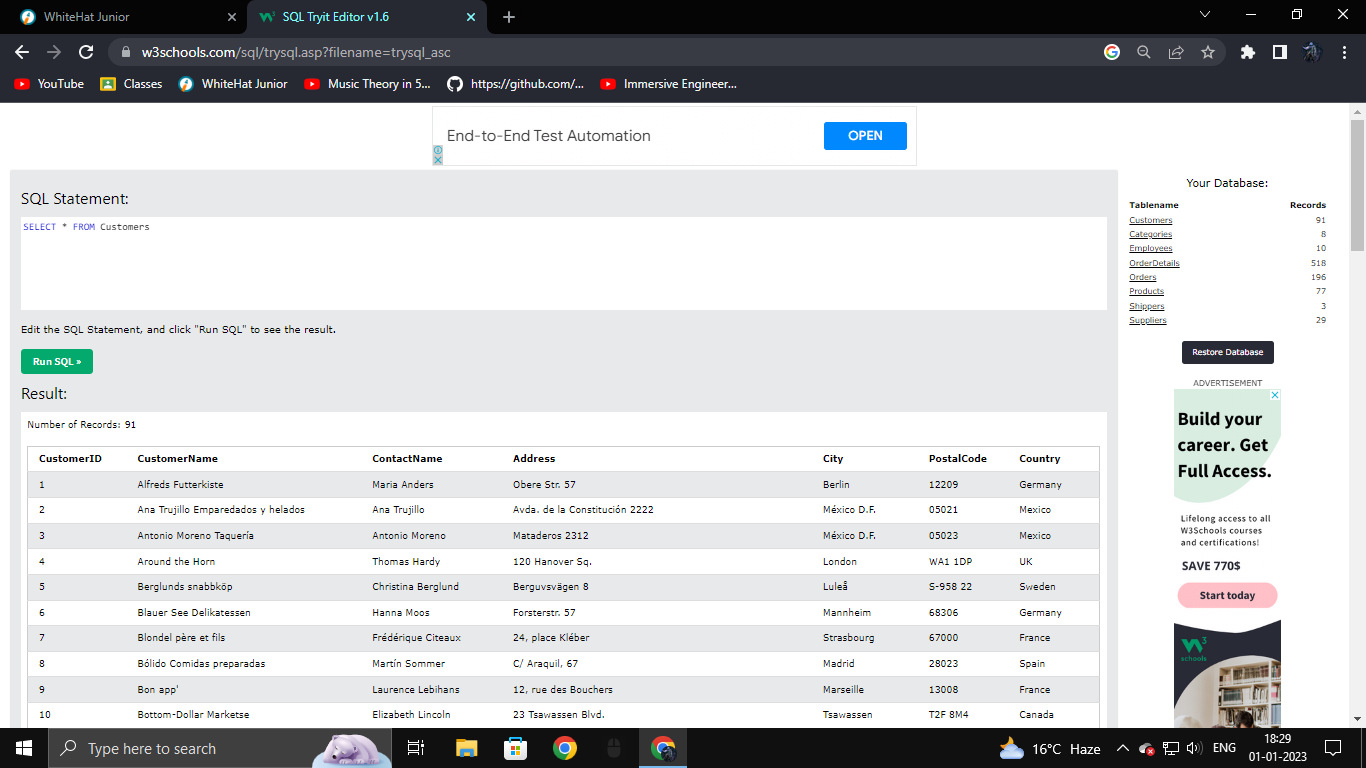 WhiteHat Junior
SQL Tryit Editor v1.6
w3schools.com/sql/trysql.asp?filename=trysql_asc
YouTube Classes WhiteHat Junior Music Theory in 5... https://github.com/... Immersive Engineer...
End-to-End Test Automation OPEN
SQL Statement:
SELECT * FROM Customers
Edit the SQL Statement, and click "Run SQL" to see the result.
Run SQL »
Result:
Number of Records: 91
CustomerID CustomerName ContactName Address City PostalCode Country
1 Alfreds Futterkiste Maria Anders Obere Str. 57 Berlin 12209 Germany
2 Ana Trujillo Emparedados y helados Ana Trujillo Avda. de la Constitución 2222 México D.F. 05021 Mexico
3 Antonio Moreno Taquería Antonio Moreno Mataderos 2312 México D.F. 05023 Mexico
4 Around the Horn Thomas Hardy 120 Hanover Sq. London WA1 1DP UK
5 Berglunds snabbköp Christina Berglund Berguvsvägen 8 Luleå S-958 22 Sweden
6 Blauer See Delikatessen Hanna Moos Forsterstr. 57 Mannheim 68306 Germany
7 Blondel père et fils Frédérique Citeaux 24, place Kléber Strasbourg 67000 France
8 Bólido Comidas preparadas Martín Sommer C/ Araquil, 67 Madrid 28023 Spain
9 Bon app' Laurence Lebihans 12, rue des Bouchers Marseille 13008 France
10 Bottom-Dollar Marketse Elizabeth Lincoln 23 Tsawassen Blvd. Tsawassen T2F 8M4 Canada
Your Database:
Tablename Records
Customers 91
Categories 8
Employees 10
OrderDetails 518
Orders 196
Products 77
Shippers 3
Suppliers 29
Restore Database
ADVERTISEMENT
Build your
career. Get
Full Access.
Lifelong access to all
W3Schools courses
and certifications!
SAVE 770$
Start today
W3
schools
Type here to search
16°C Haze
ENG
18:29
01-01-2023